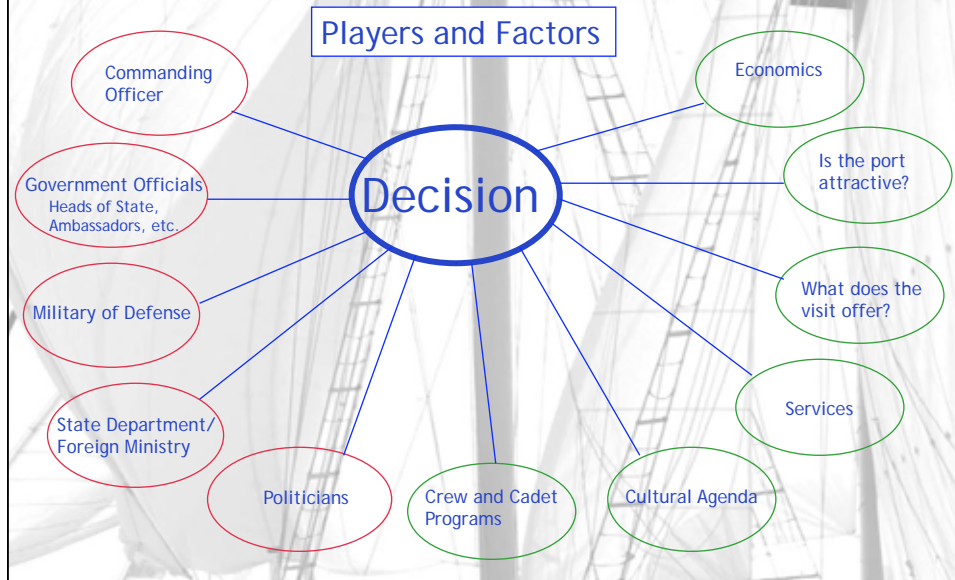 Players and Factors
Commanding
Officer
Government Officials
Heads of State,
Ambassadors, etc.
Military of Defense
State Department/
Foreign Ministry
Politicians
Decision
Crew and Cadet
Programs
Cultural Agenda
Services
What does the
visit offer?
Is the port
attractive?
Economics